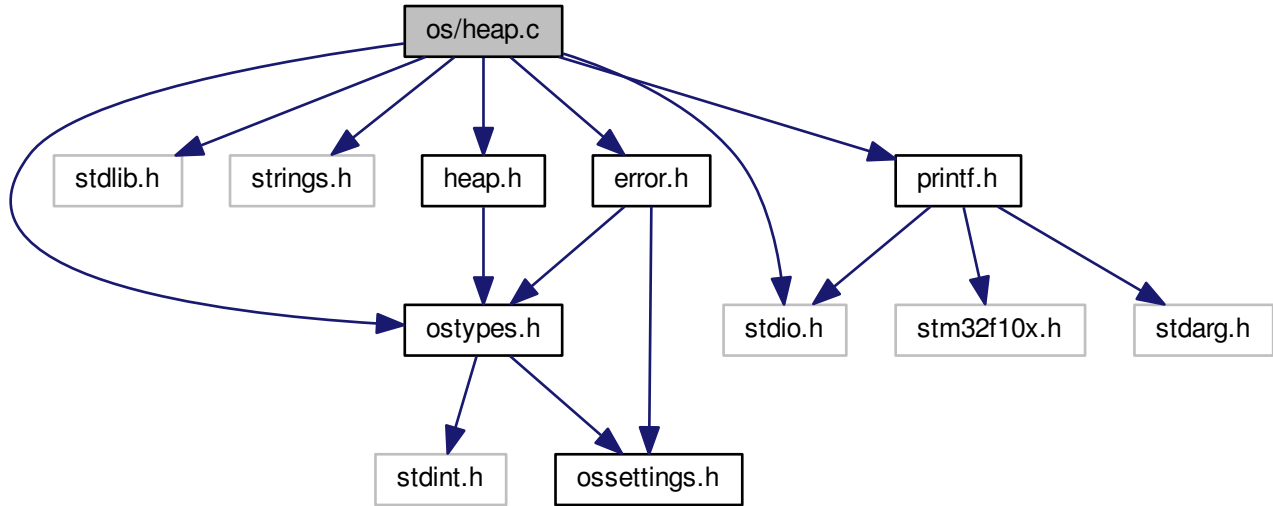 os/heap.c
stdlib.h
strings.h
heap.h
error.h
printf.h
ostypes.h
stdio.h
stm32f10x.h
stdarg.h
stdint.h
ossettings.h